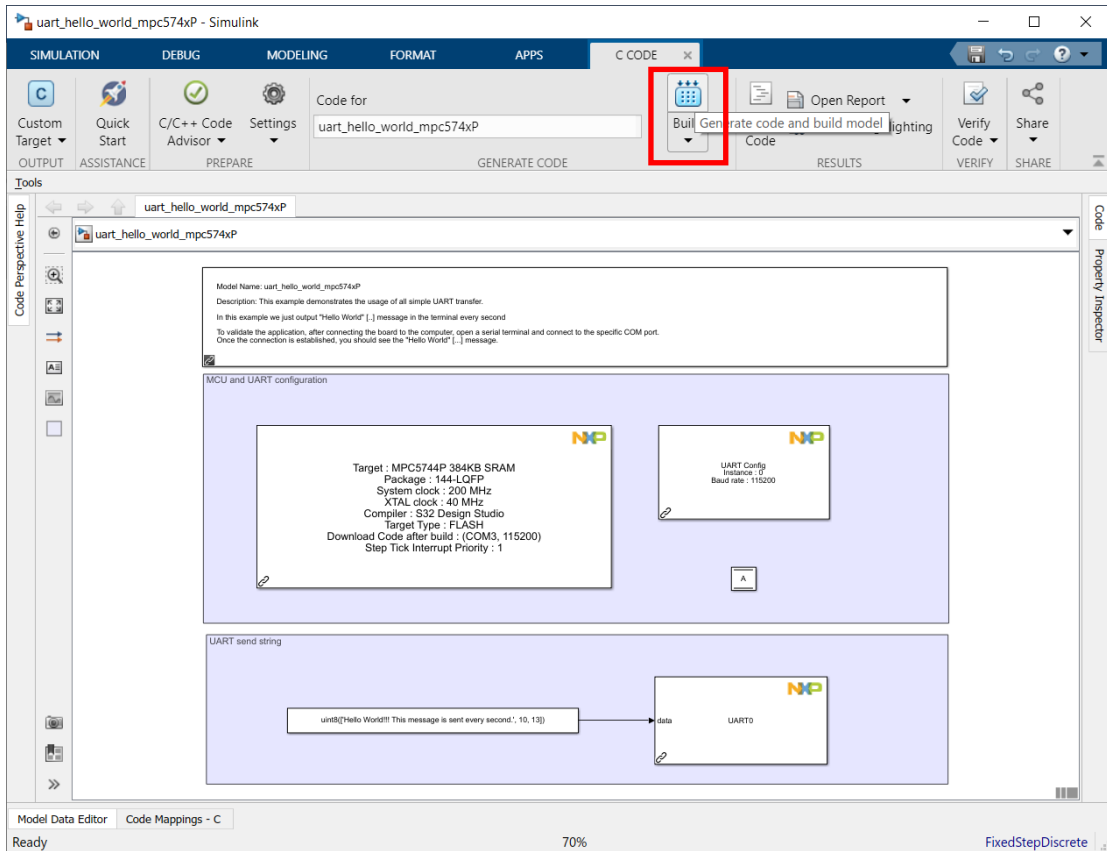 uart_hello_world_mpc574xP - Simulink
SIMULATION DEBUG MODELING FORMAT APPS C CODE
Custom Target
Quick Start
C/C++ Code Advisor
Settings
Code for
uart_hello_world_mpc574xP
Buil
Generate code and build model
Code
Open Report
lighting
Verify Code
Share
OUTPUT ASSISTANCE PREPARE GENERATE CODE RESULTS VERIFY SHARE
Tools
Code Perspective Help
uart_hello_world_mpc574xP
uart_hello_world_mpc574xP
Code
Property Inspector
Model Name: uart_hello_world_mpc574xP
Description: This example demonstrates the usage of all simple UART transfer.
In this example we just output "Hello World" [..] message in the terminal every second
To validate the application, after connecting the board to the computer, open a serial terminal and connect to the specific COM port.
Once the connection is established, you should see the "Hello World" [...] message.
MCU and UART configuration
NXP
Target : MPC5744P 384KB SRAM
Package : 144-LQFP
System clock : 200 MHz
XTAL clock : 40 MHz
Compiler : S32 Design Studio
Target Type : FLASH
Download Code after build : (COM3, 115200)
Step Tick Interrupt Priority : 1
NXP
UART Config
Instance : 0
Baud rate : 115200
A
UART send string
uint8(['Hello World!!! This message is sent every second.', 10, 13])
NXP
data UART0
Model Data Editor Code Mappings - C
Ready 70% FixedStepDiscrete